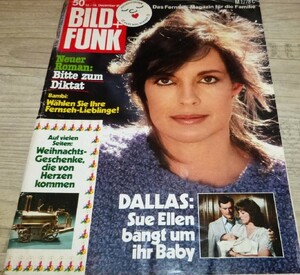 50
Das Fernseh-Magazin für die Familie
BILD+
FUNK
Neuer
Roman:
Bitte zum
Diktat
Bambi:
Wählen Sie Ihre
Fernseh-Lieblinge!
Auf vielen
Seiten:
Weihnachts-
Geschenke,
die von
Herzen
kommen
DALLAS:
Sue Ellen
bangt um
ihr Baby